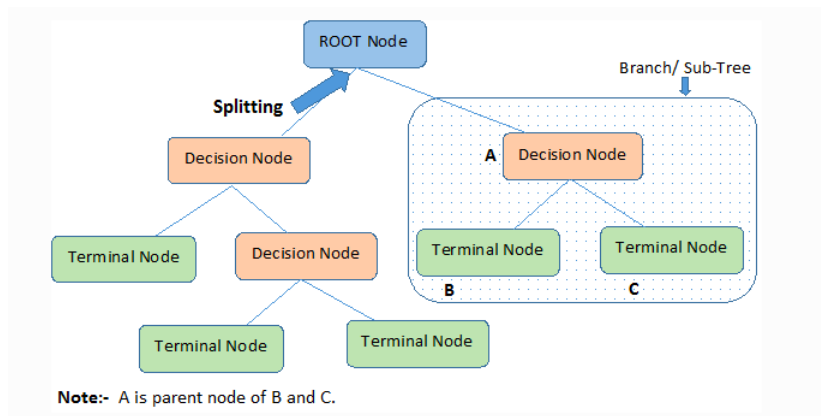 ROOT Node
Branch/ Sub-Tree
Splitting
Decision Node
A
Decision Node
Terminal Node
Decision Node
Terminal Node
Terminal Node
B
C
Terminal Node
Terminal Node
Note:- A is parent node of B and C.